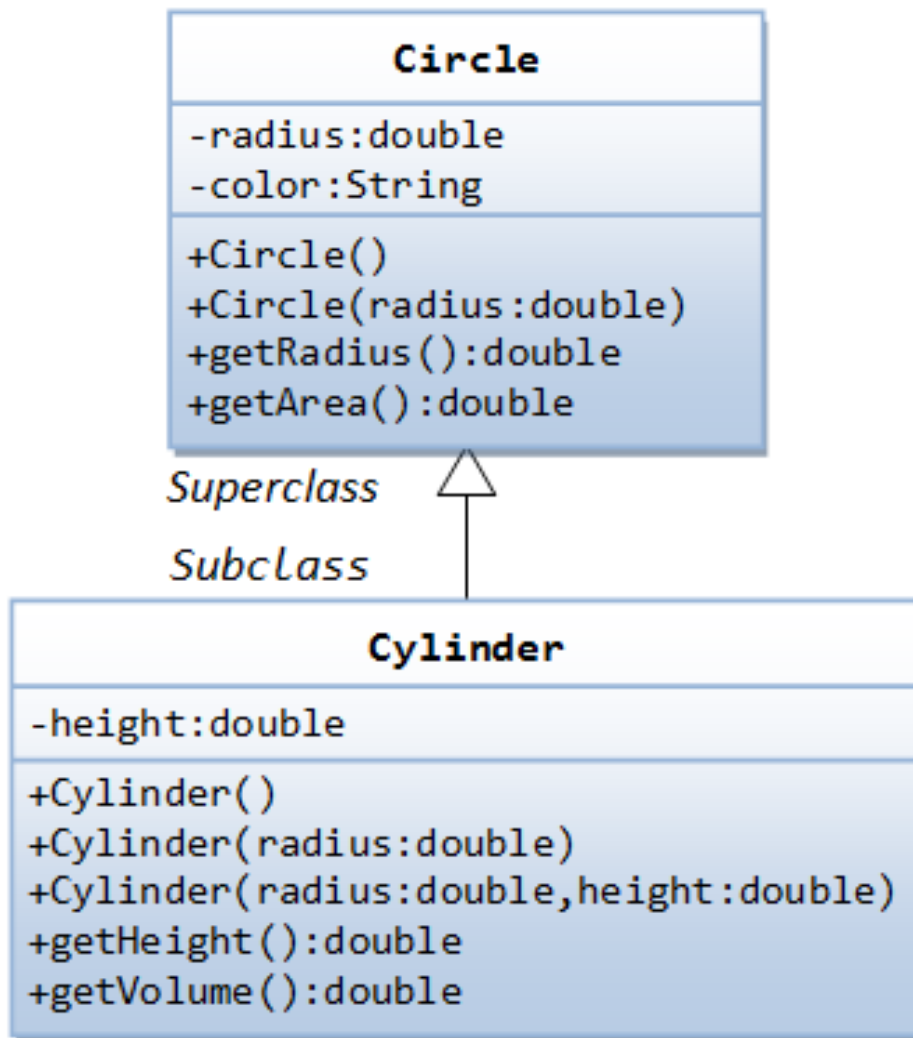 Circle
-radius:double
-color:String
+Circle()
+Circle(radius:double)
+getRadius():double
+getArea():double
Superclass
Subclass
Cylinder
-height:double
+Cylinder()
+Cylinder(radius:double)
+Cylinder(radius:double,height:double)
+getHeight():double
+getVolume():double